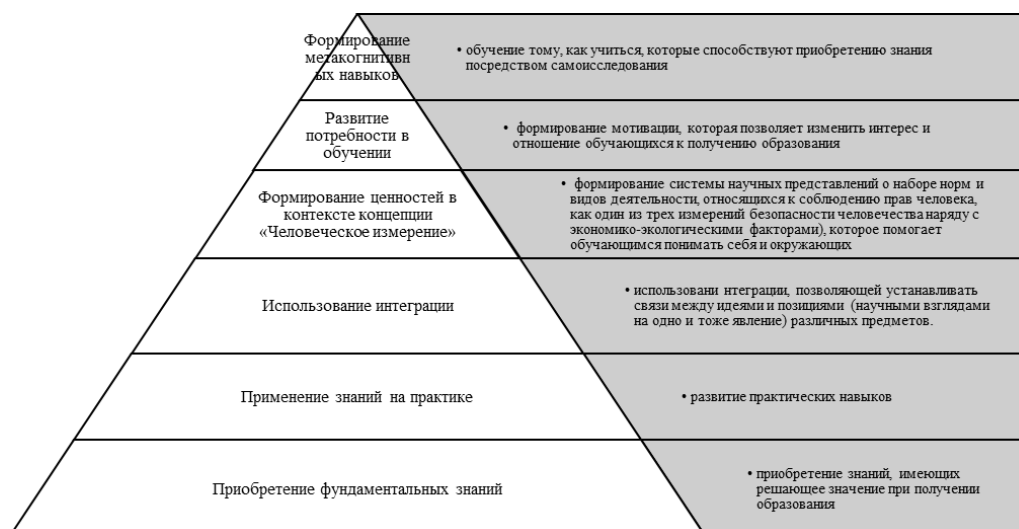 Формирование
метакогнитивн
ых навыков
• обучение тому, как учиться, которые способствуют приобретению знания
посредством самоисследования
Развитие
потребности в
обучении
• формирование мотивации, которая позволяет изменить интерес и
отношение обучающихся к получению образования
Формирование ценностей в
контексте концепции
«Человеческое измерение»
• формирование системы научных представлений о наборе норм и
видов деятельности, относящихся к соблюдению прав человека,
как один из трех измерений безопасности человечества наряду с
экономико-экологическими факторами), которое помогает
обучающимся понимать себя и окружающих
Использование интеграции
• использовани нтеграции, позволяющей устанавливать
связи между идеями и позициями (научными взглядами
на одно и тоже явление) различных предметов.
Применение знаний на практике
• развитие практических навыков
Приобретение фундаментальных знаний
• приобретение знаний, имеющих
решающее значение при получении
образования